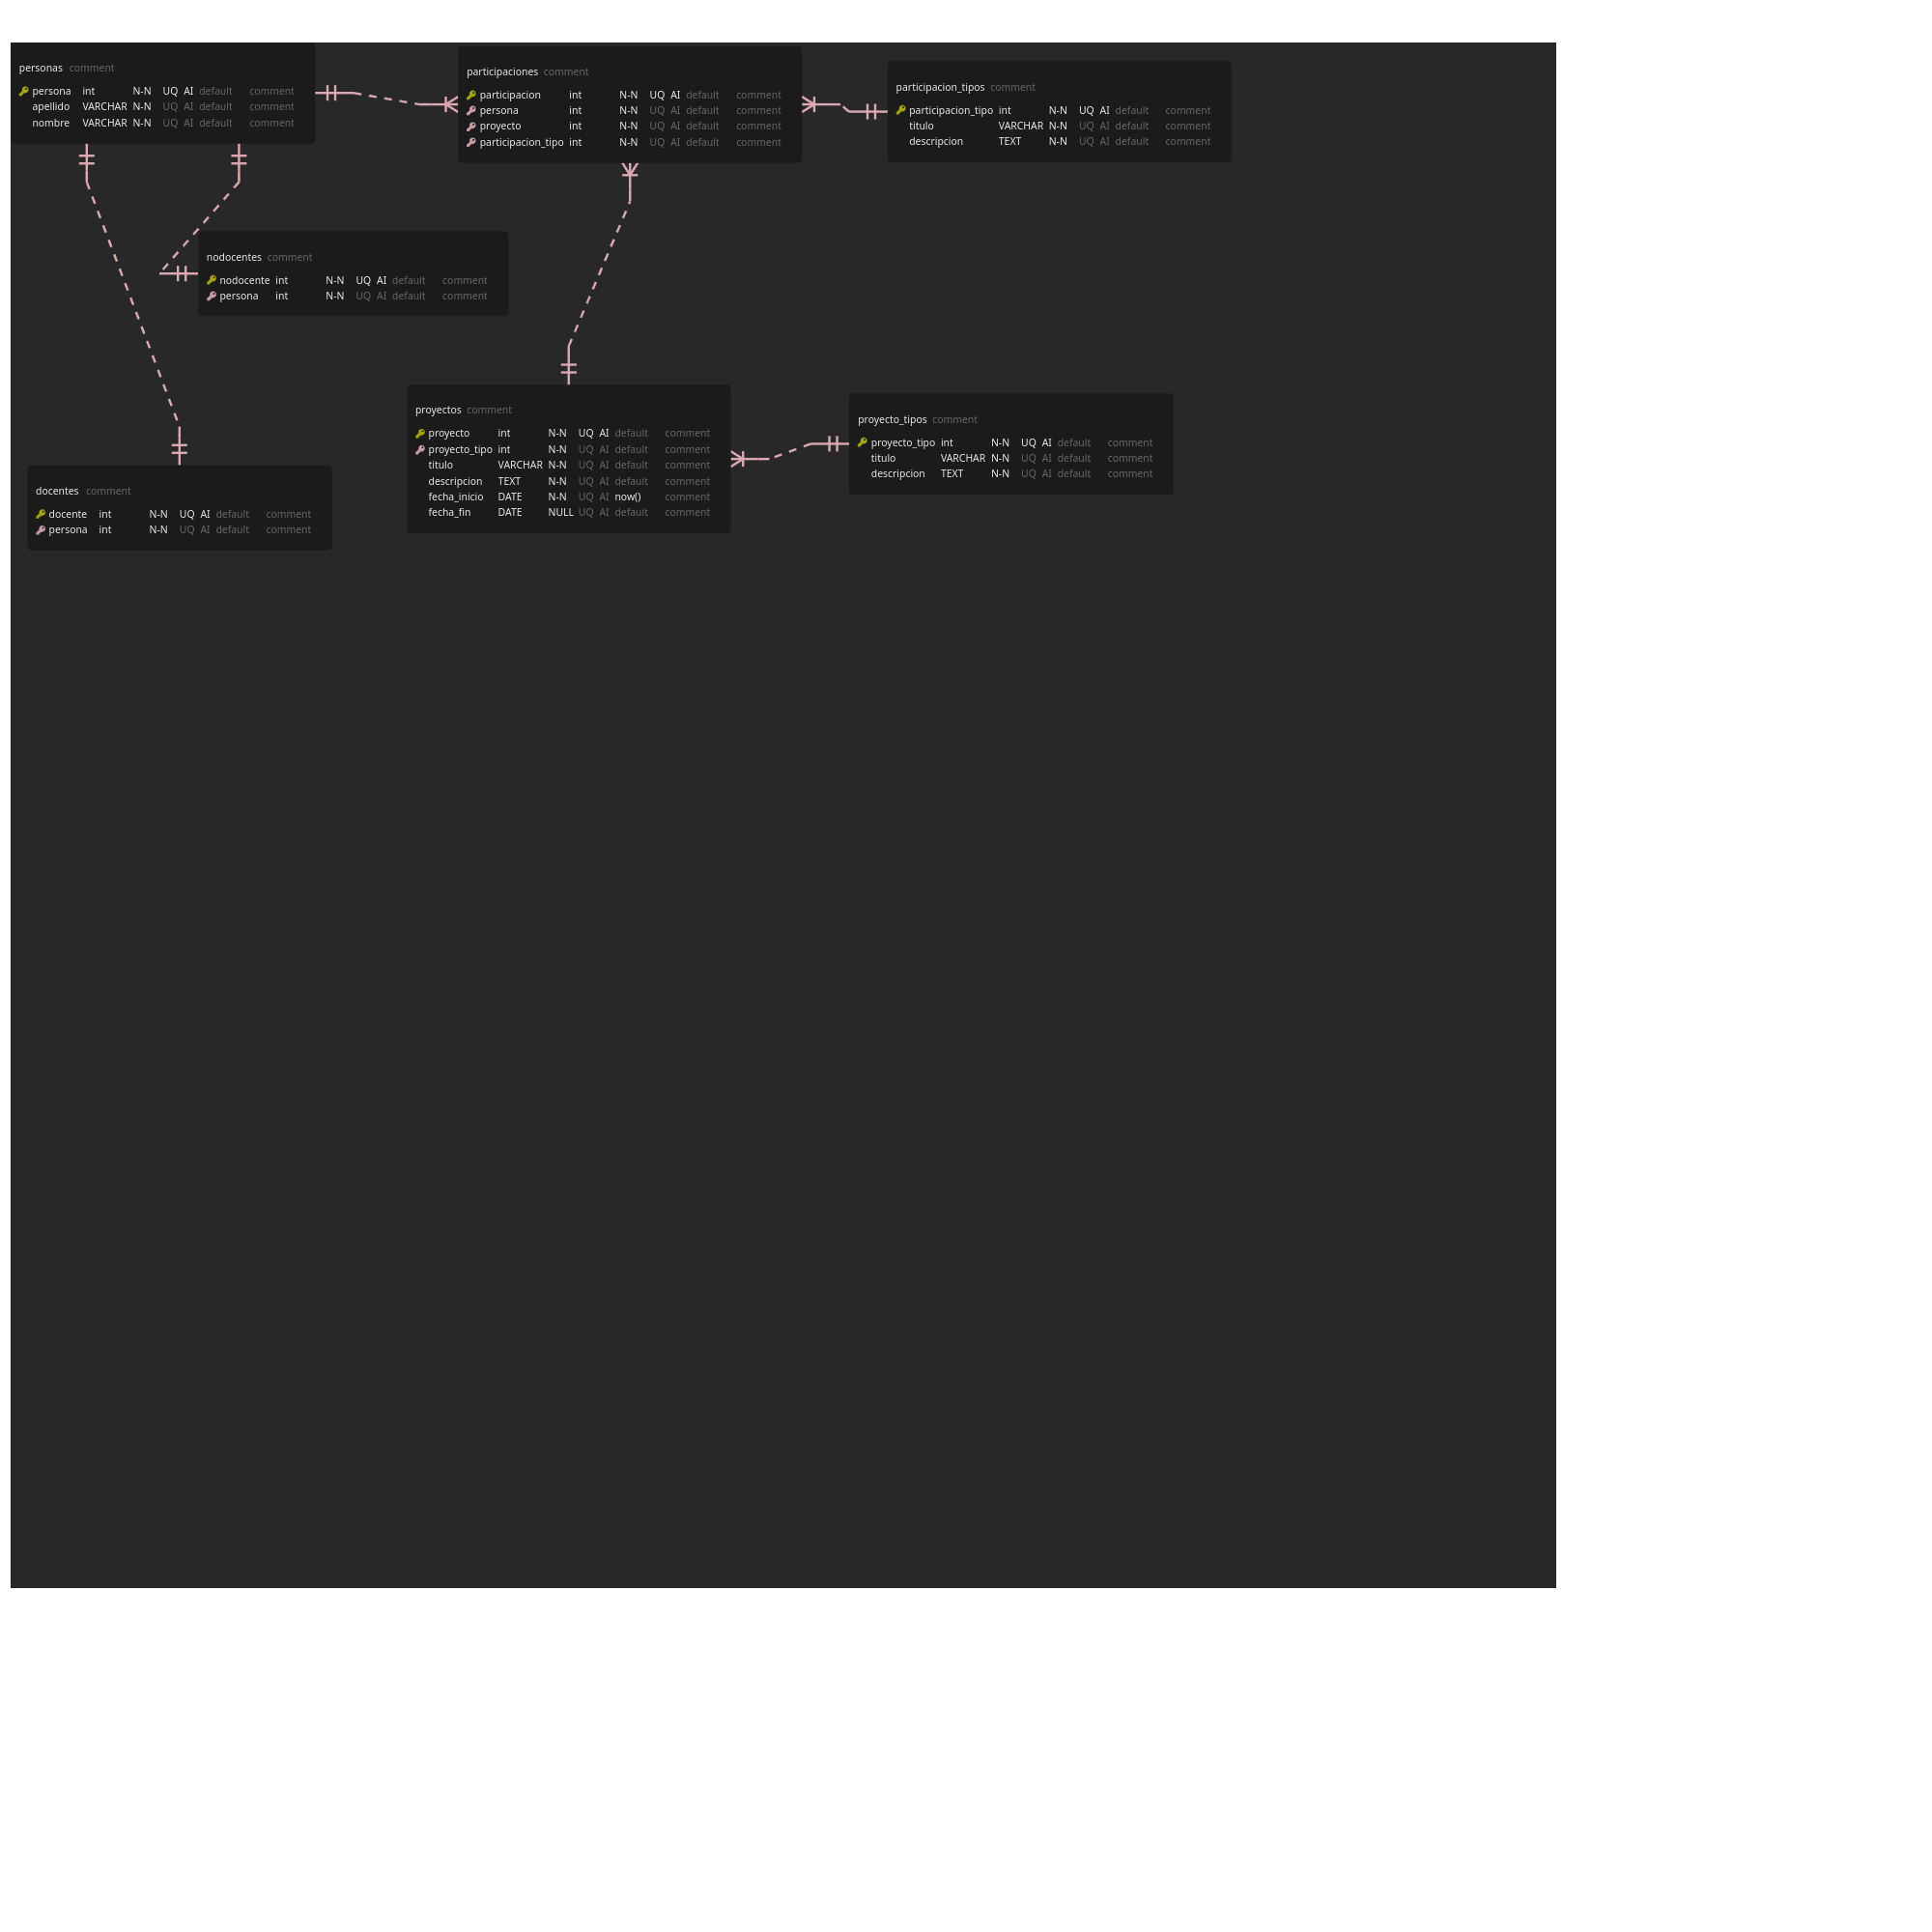 personas comment
persona int N-N UQ AI default comment
apellido VARCHAR N-N UQ AI default comment
nombre VARCHAR N-N UQ AI default comment
participaciones comment
participacion int N-N UQ AI default comment
persona int N-N UQ AI default comment
proyecto int N-N UQ AI default comment
participacion_tipo int N-N UQ AI default comment
participacion_tipos comment
participacion_tipo int N-N UQ AI default comment
titulo VARCHAR N-N UQ AI default comment
descripcion TEXT N-N UQ AI default comment
nodocentes comment
nodocente int N-N UQ AI default comment
persona int N-N UQ AI default comment
proyectos comment
proyecto int N-N UQ AI default comment
proyecto_tipo int N-N UQ AI default comment
titulo VARCHAR N-N UQ AI default comment
descripcion TEXT N-N UQ AI default comment
fecha_inicio DATE N-N UQ AI now() comment
fecha_fin DATE NULL UQ AI default comment
proyecto_tipos comment
proyecto_tipo int N-N UQ AI default comment
titulo VARCHAR N-N UQ AI default comment
descripcion TEXT N-N UQ AI default comment
docentes comment
docente int N-N UQ AI default comment
persona int N-N UQ AI default comment